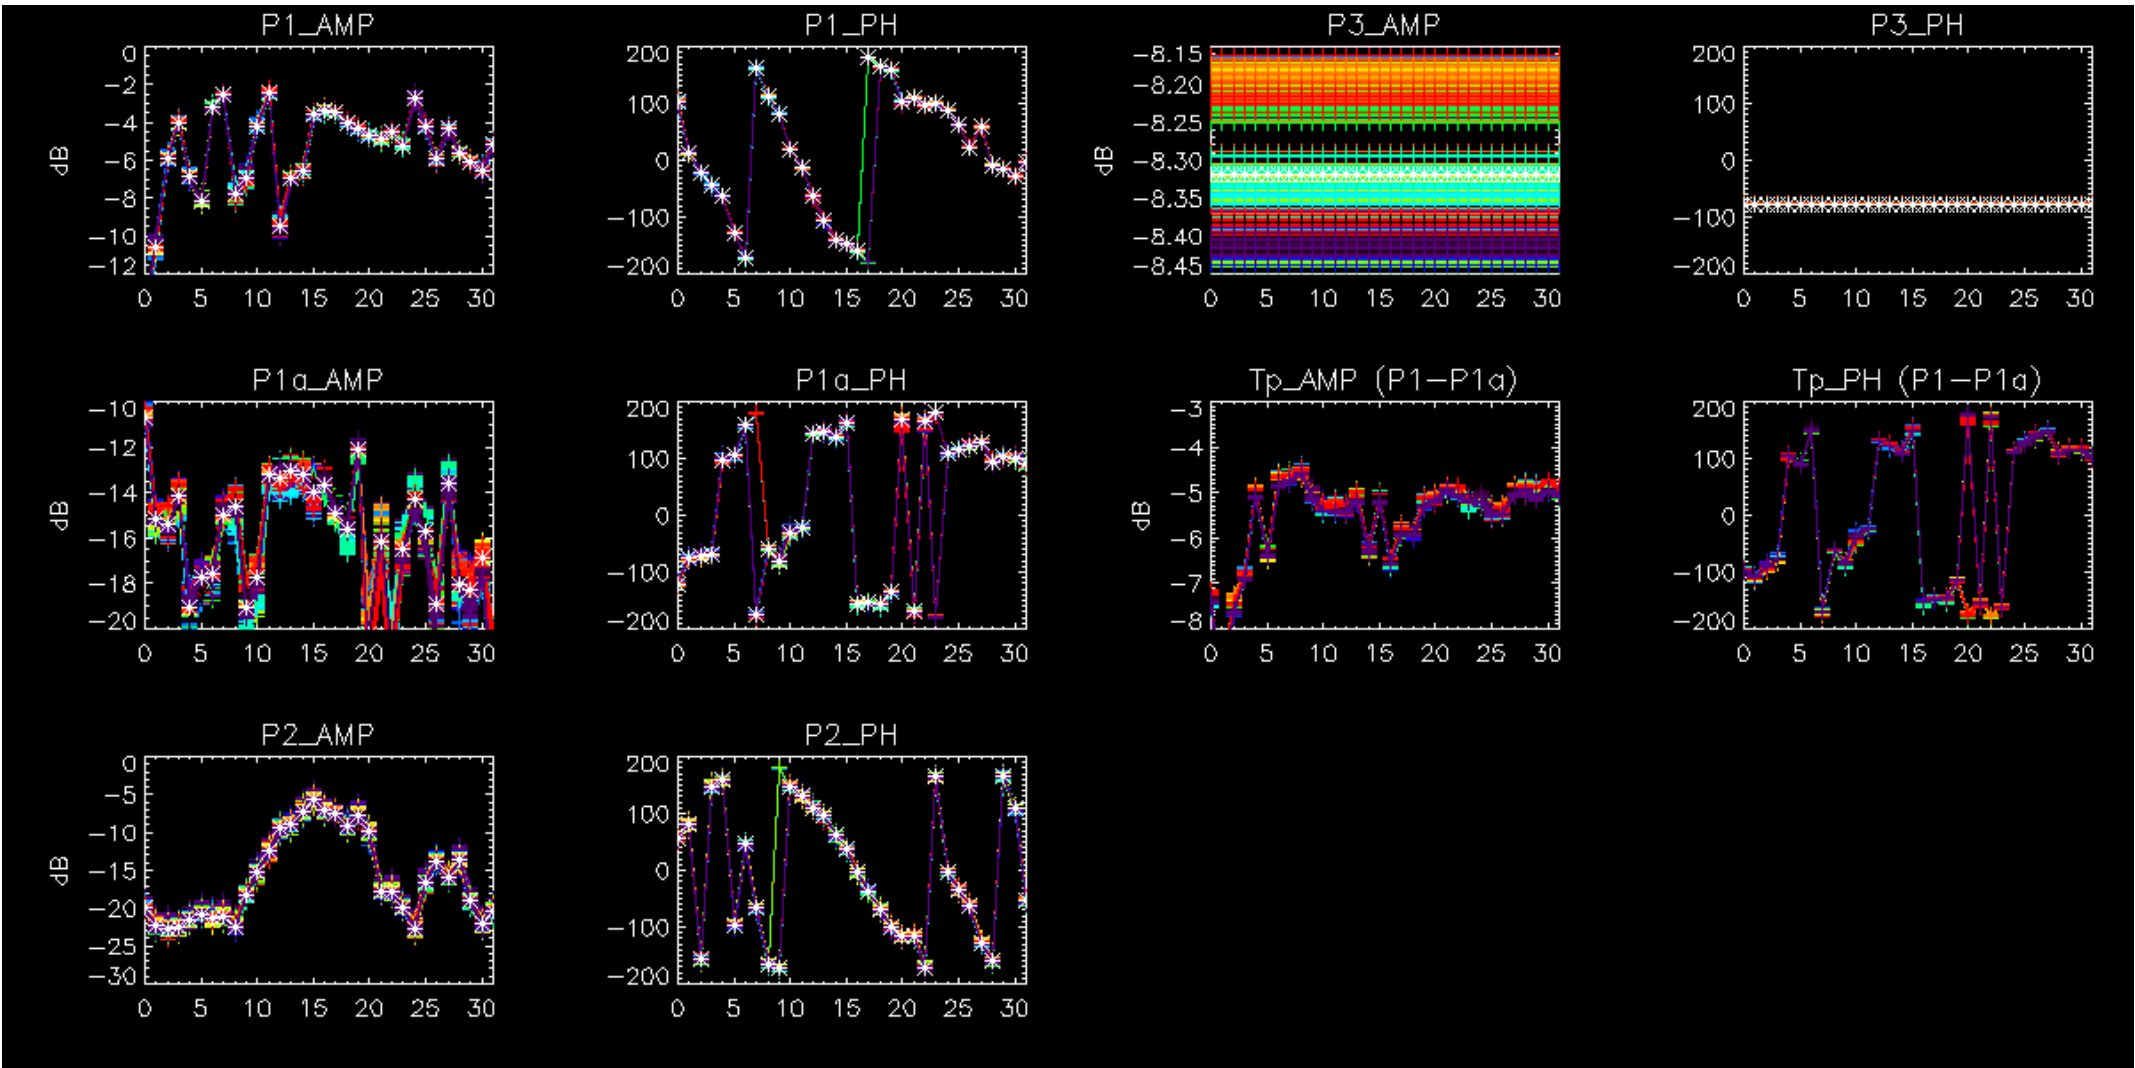 P1_AMP
P1_PH
P3_AMP
P3_PH
dB
0
−2
−4
−6
−8
−10
−12
0 5 10 15 20 25 30
200
100
0
−100
−200
0 5 10 15 20 25 30
dB
−8.15
−8.20
−8.25
−8.30
−8.35
−8.40
−8.45
0 5 10 15 20 25 30
200
100
0
−100
−200
0 5 10 15 20 25 30
P1a_AMP
P1a_PH
Tp_AMP (P1−P1a)
Tp_PH (P1−P1a)
dB
−10
−12
−14
−16
−18
−20
0 5 10 15 20 25 30
200
100
0
−100
−200
0 5 10 15 20 25 30
dB
−3
−4
−5
−6
−7
−8
0 5 10 15 20 25 30
200
100
0
−100
−200
0 5 10 15 20 25 30
P2_AMP
P2_PH
dB
0
−5
−10
−15
−20
−25
−30
0 5 10 15 20 25 30
200
100
0
−100
−200
0 5 10 15 20 25 30